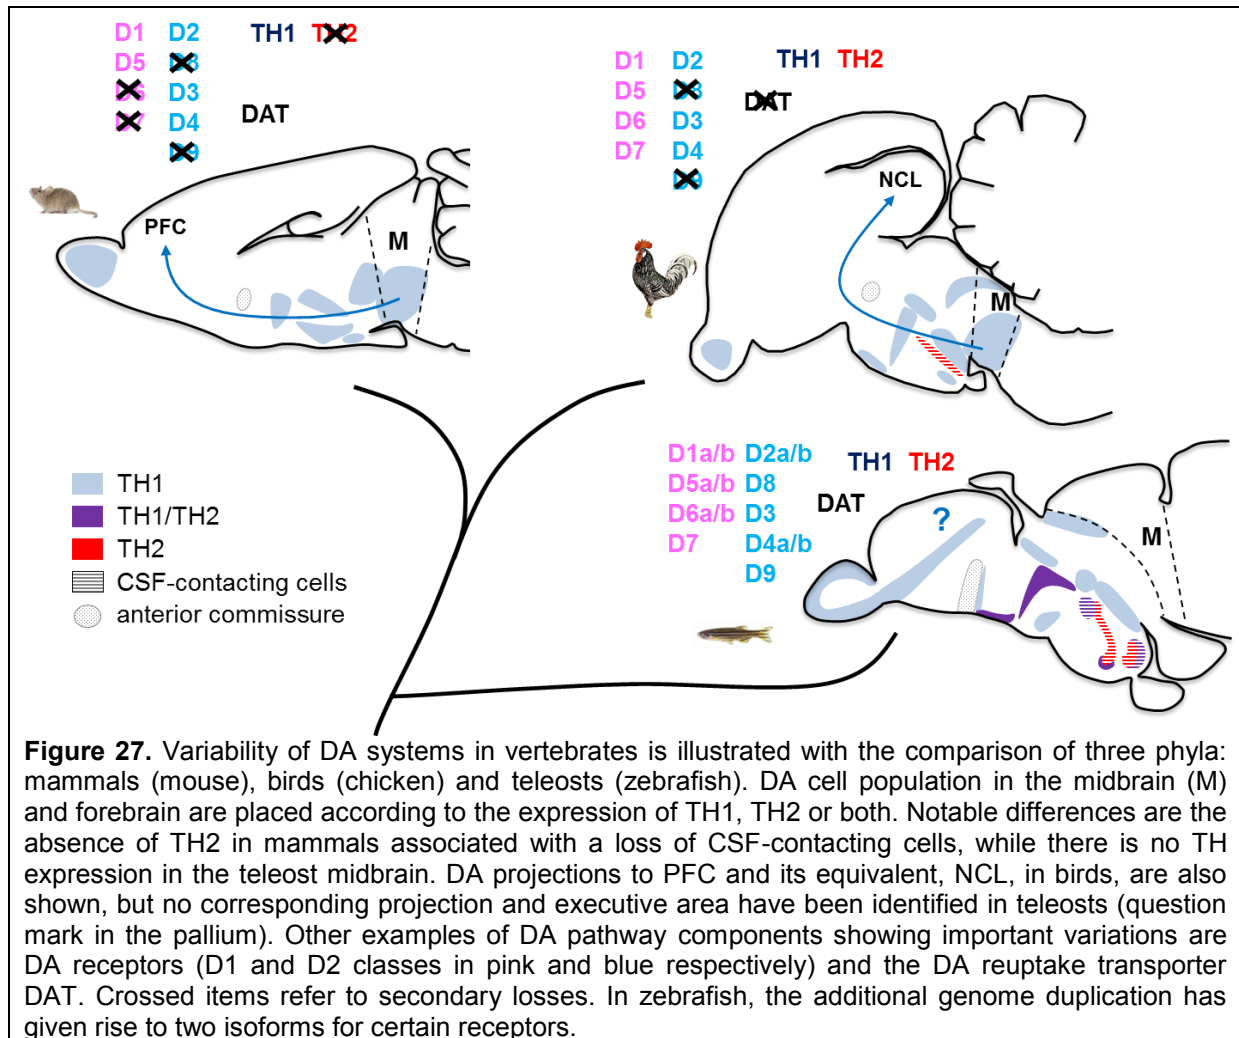 D1 D2 TH1 TH2
D5 D8
D6 D3
D7 D4 DAT
D9
PFC
M
D1 D2 TH1 TH2
D5 D8 DAT
D6 D3
D7 D4
D9
NCL
M
D1a/b D2a/b TH1 TH2
D5a/b D8 DAT
D6a/b D3
D7 D4a/b
D9
?
M
TH1
TH1/TH2
TH2
CSF-contacting cells
anterior commissure
Figure 27. Variability of DA systems in vertebrates is illustrated with the comparison of three phyla:
mammals (mouse), birds (chicken) and teleosts (zebrafish). DA cell population in the midbrain (M)
and forebrain are placed according to the expression of TH1, TH2 or both. Notable differences are the
absence of TH2 in mammals associated with a loss of CSF-contacting cells, while there is no TH
expression in the teleost midbrain. DA projections to PFC and its equivalent, NCL, in birds, are also
shown, but no corresponding projection and executive area have been identified in teleosts (question
mark in the pallium). Other examples of DA pathway components showing important variations are
DA receptors (D1 and D2 classes in pink and blue respectively) and the DA reuptake transporter
DAT. Crossed items refer to secondary losses. In zebrafish, the additional genome duplication has
given rise to two isoforms for certain receptors.